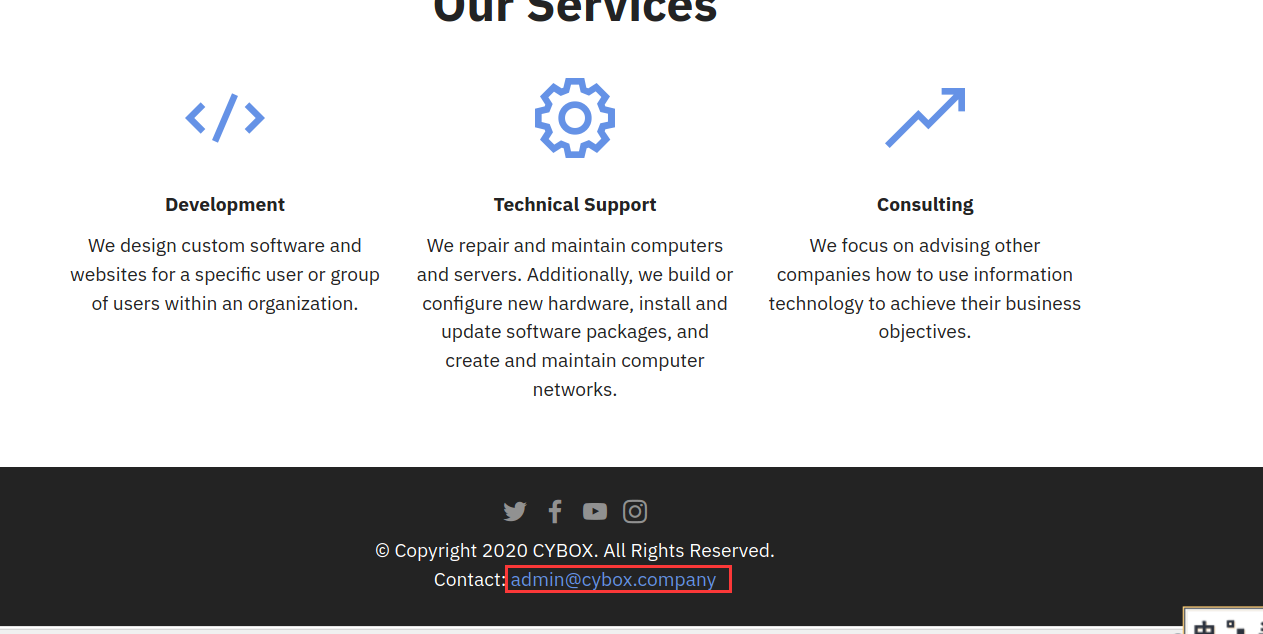 Our Services
Development
We design custom software and
websites for a specific user or group
of users within an organization.
Technical Support
We repair and maintain computers
and servers. Additionally, we build or
configure new hardware, install and
update software packages, and
create and maintain computer
networks.
Consulting
We focus on advising other
companies how to use information
technology to achieve their business
objectives.
© Copyright 2020 CYBOX. All Rights Reserved.
Contact: admin@cybox.company
中